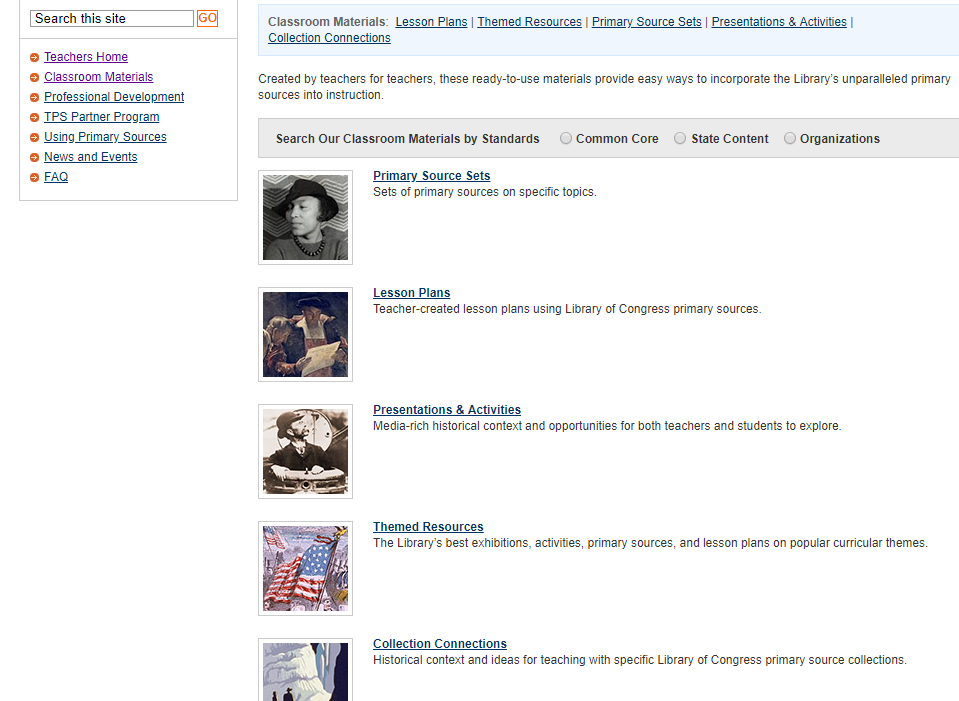 Search this site GO
Teachers Home
Classroom Materials
Professional Development
TPS Partner Program
Using Primary Sources
News and Events
FAQ
Classroom Materials: Lesson Plans | Themed Resources | Primary Source Sets | Presentations & Activities |
Collection Connections
Created by teachers for teachers, these ready-to-use materials provide easy ways to incorporate the Library's unparalleled primary
sources into instruction.
Search Our Classroom Materials by Standards Common Core State Content Organizations
Primary Source Sets
Sets of primary sources on specific topics.
Lesson Plans
Teacher-created lesson plans using Library of Congress primary sources.
Presentations & Activities
Media-rich historical context and opportunities for both teachers and students to explore.
Themed Resources
The Library's best exhibitions, activities, primary sources, and lesson plans on popular curricular themes.
Collection Connections
Historical context and ideas for teaching with specific Library of Congress primary source collections.